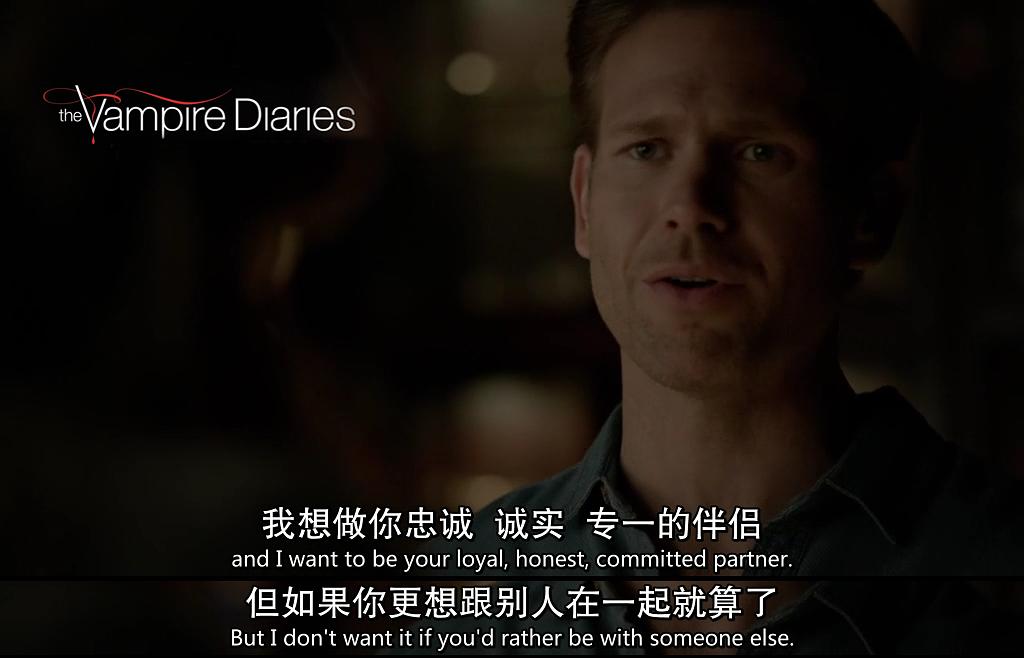 the Vampire Diaries
我想做你忠诚 诚实 专一的伴侣
and I want to be your loyal, honest, committed partner.
但如果你更想跟别人在一起就算了
But I don't want it if you'd rather be with someone else.